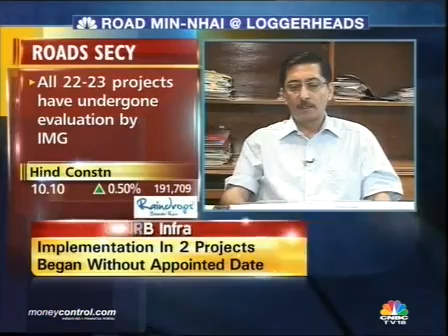 ROAD MIN-NHAI @ LOGGERHEADS
ROADS SECY
All 22-23 projects
have undergone
evaluation by
IMG
Hind Constn
10.10 0.50% 191,709
Raindrops
IRB Infra
Implementation In 2 Projects
Began Without Appointed Date
moneycontrol.com
CNBC
TV18